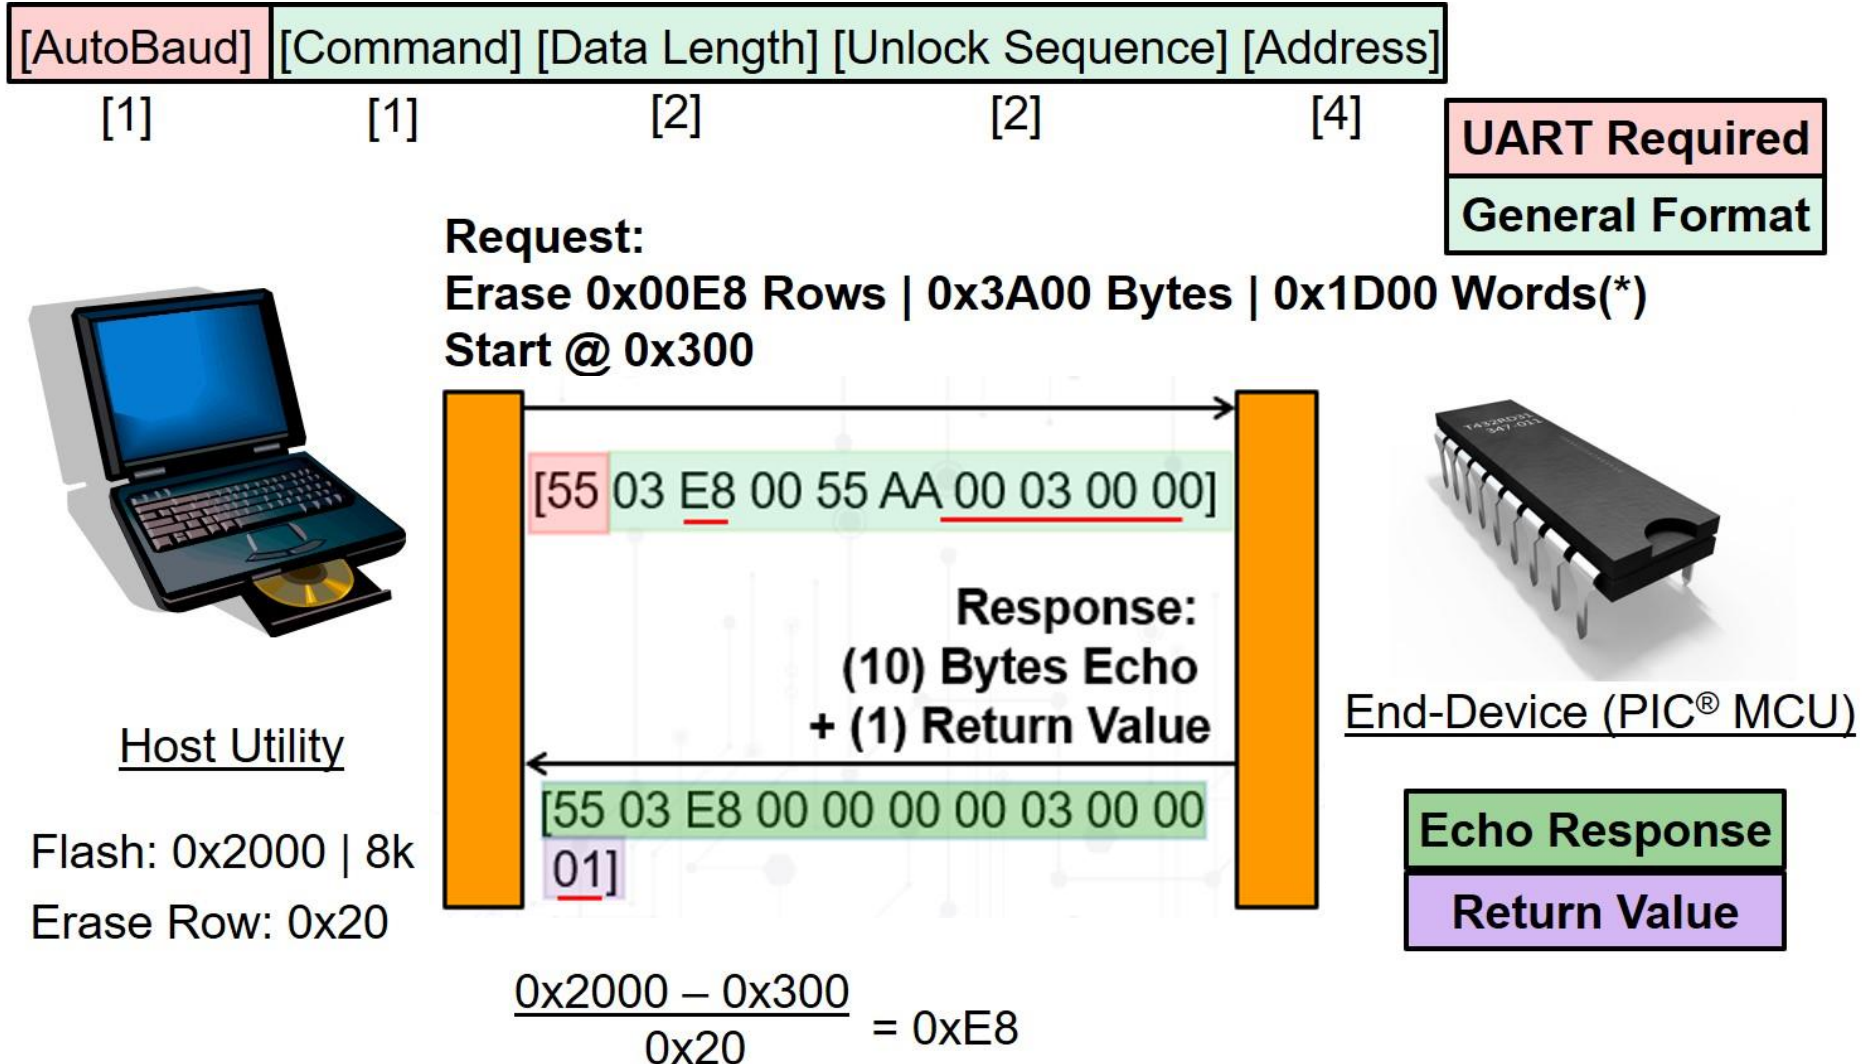 [AutoBaud] [Command] [Data Length] [Unlock Sequence] [Address]
[1] [1] [2] [2] [4]
UART Required
General Format
Request:
Erase 0x00E8 Rows | 0x3A00 Bytes | 0x1D00 Words(*)
Start @ 0x300
[55 03 E8 00 55 AA 00 03 00 00]
T432RD31
347-011
Response:
(10) Bytes Echo
+ (1) Return Value
[55 03 E8 00 00 00 00 03 00 00
01]
Host Utility
Flash: 0x2000 | 8k
Erase Row: 0x20
End-Device (PIC® MCU)
Echo Response
Return Value
0x2000 – 0x300
0x20
= 0xE8